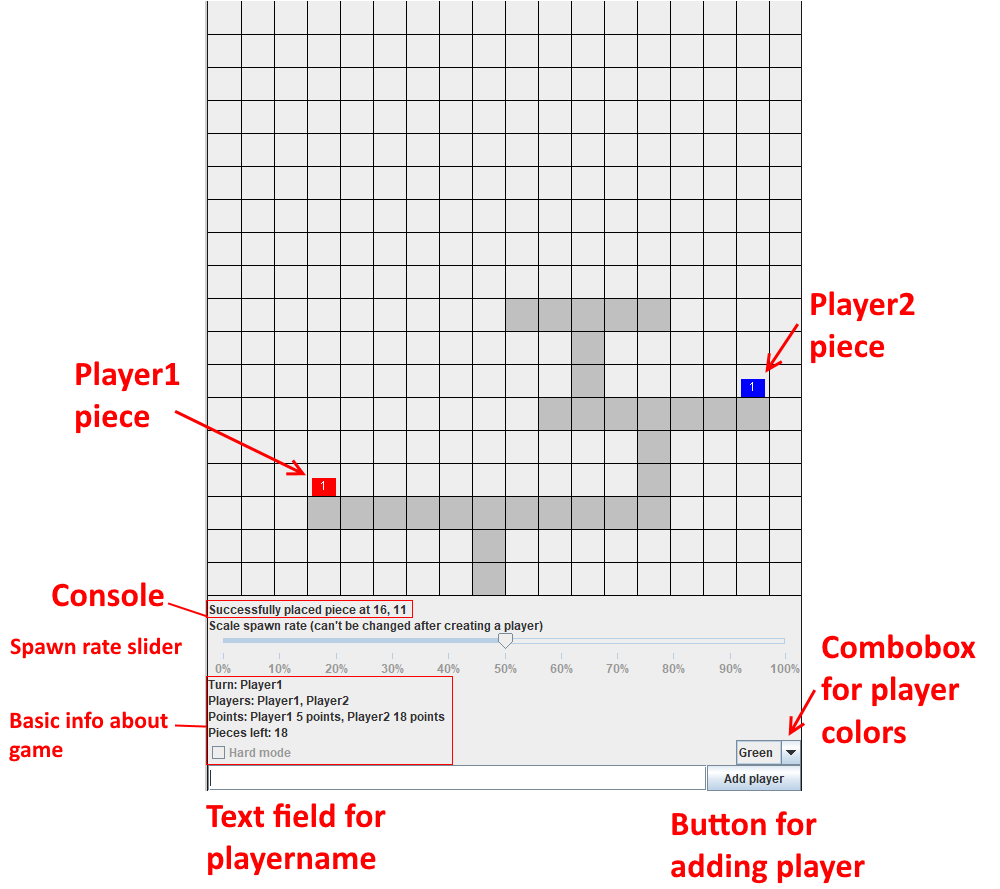 Player2
piece
1
Player1
piece
1
Console
Successfully placed piece at 16, 11
Scale spawn rate (can't be changed after creating a player)
Spawn rate slider
0% 10% 20% 30% 40% 50% 60% 70% 80% 90% 100%
Combobox
for player
colors
Basic info about
game
Turn: Player1
Players: Player1, Player2
Points: Player1 5 points, Player2 18 points
Pieces left: 18
Hard mode
Green
Add player
Text field for
playername
Button for
adding player